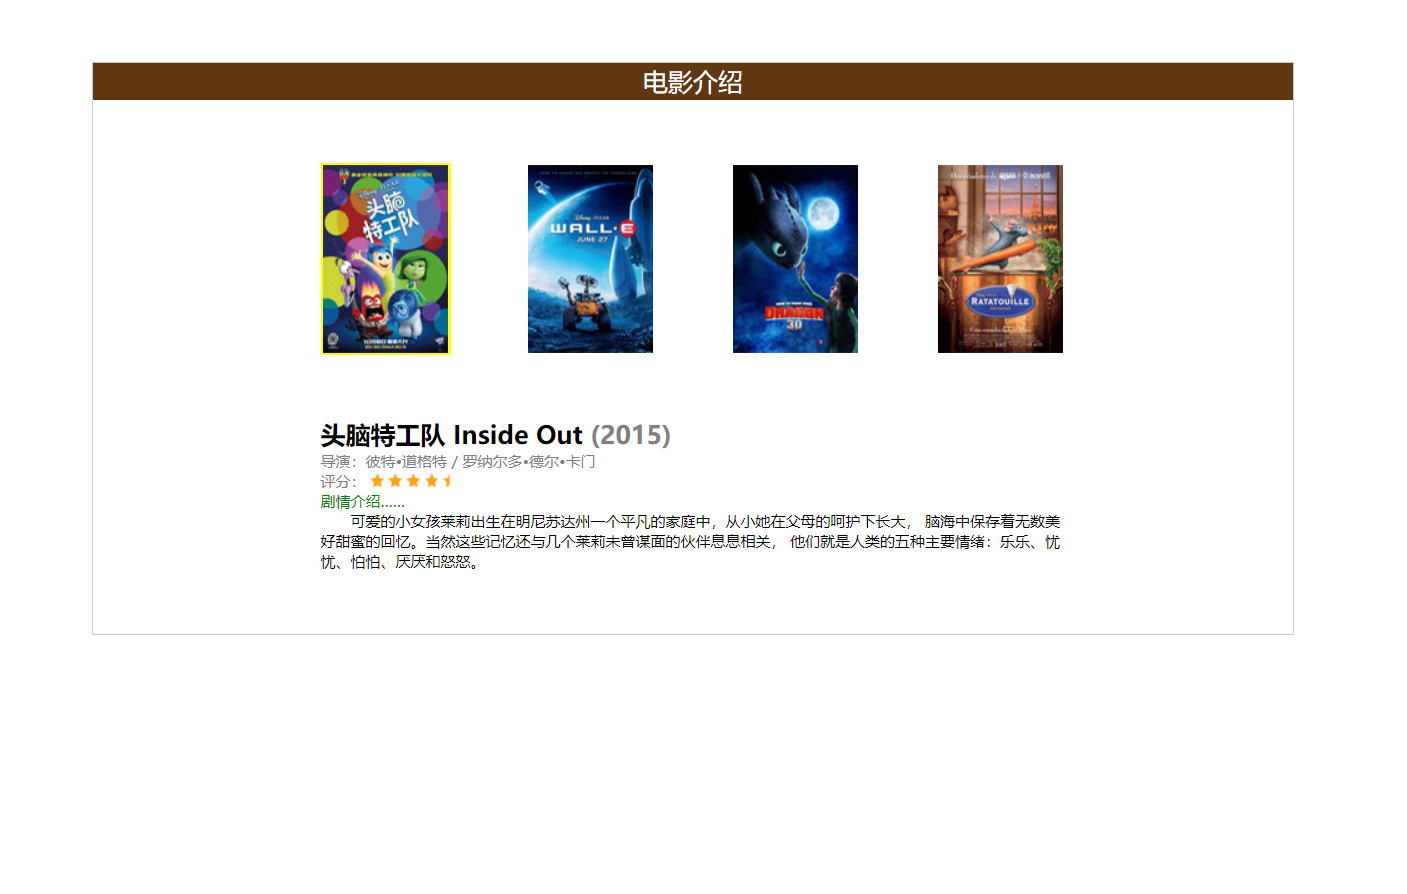 电影介绍
Disney·PIXAR
头脑
特工队
Disney·PIXAR
WALL·E
JUNE 27
DRAGON
3D
RATATOUILLE
头脑特工队 Inside Out (2015)
导演：彼特•道格特 / 罗纳尔多•德尔•卡门
评分：
剧情介绍......
可爱的小女孩莱莉出生在明尼苏达州一个平凡的家庭中，从小她在父母的呵护下长大， 脑海中保存着无数美
好甜蜜的回忆。当然这些记忆还与几个莱莉未曾谋面的伙伴息息相关， 他们就是人类的五种主要情绪：乐乐、忧
忧、怕怕、厌厌和怒怒。